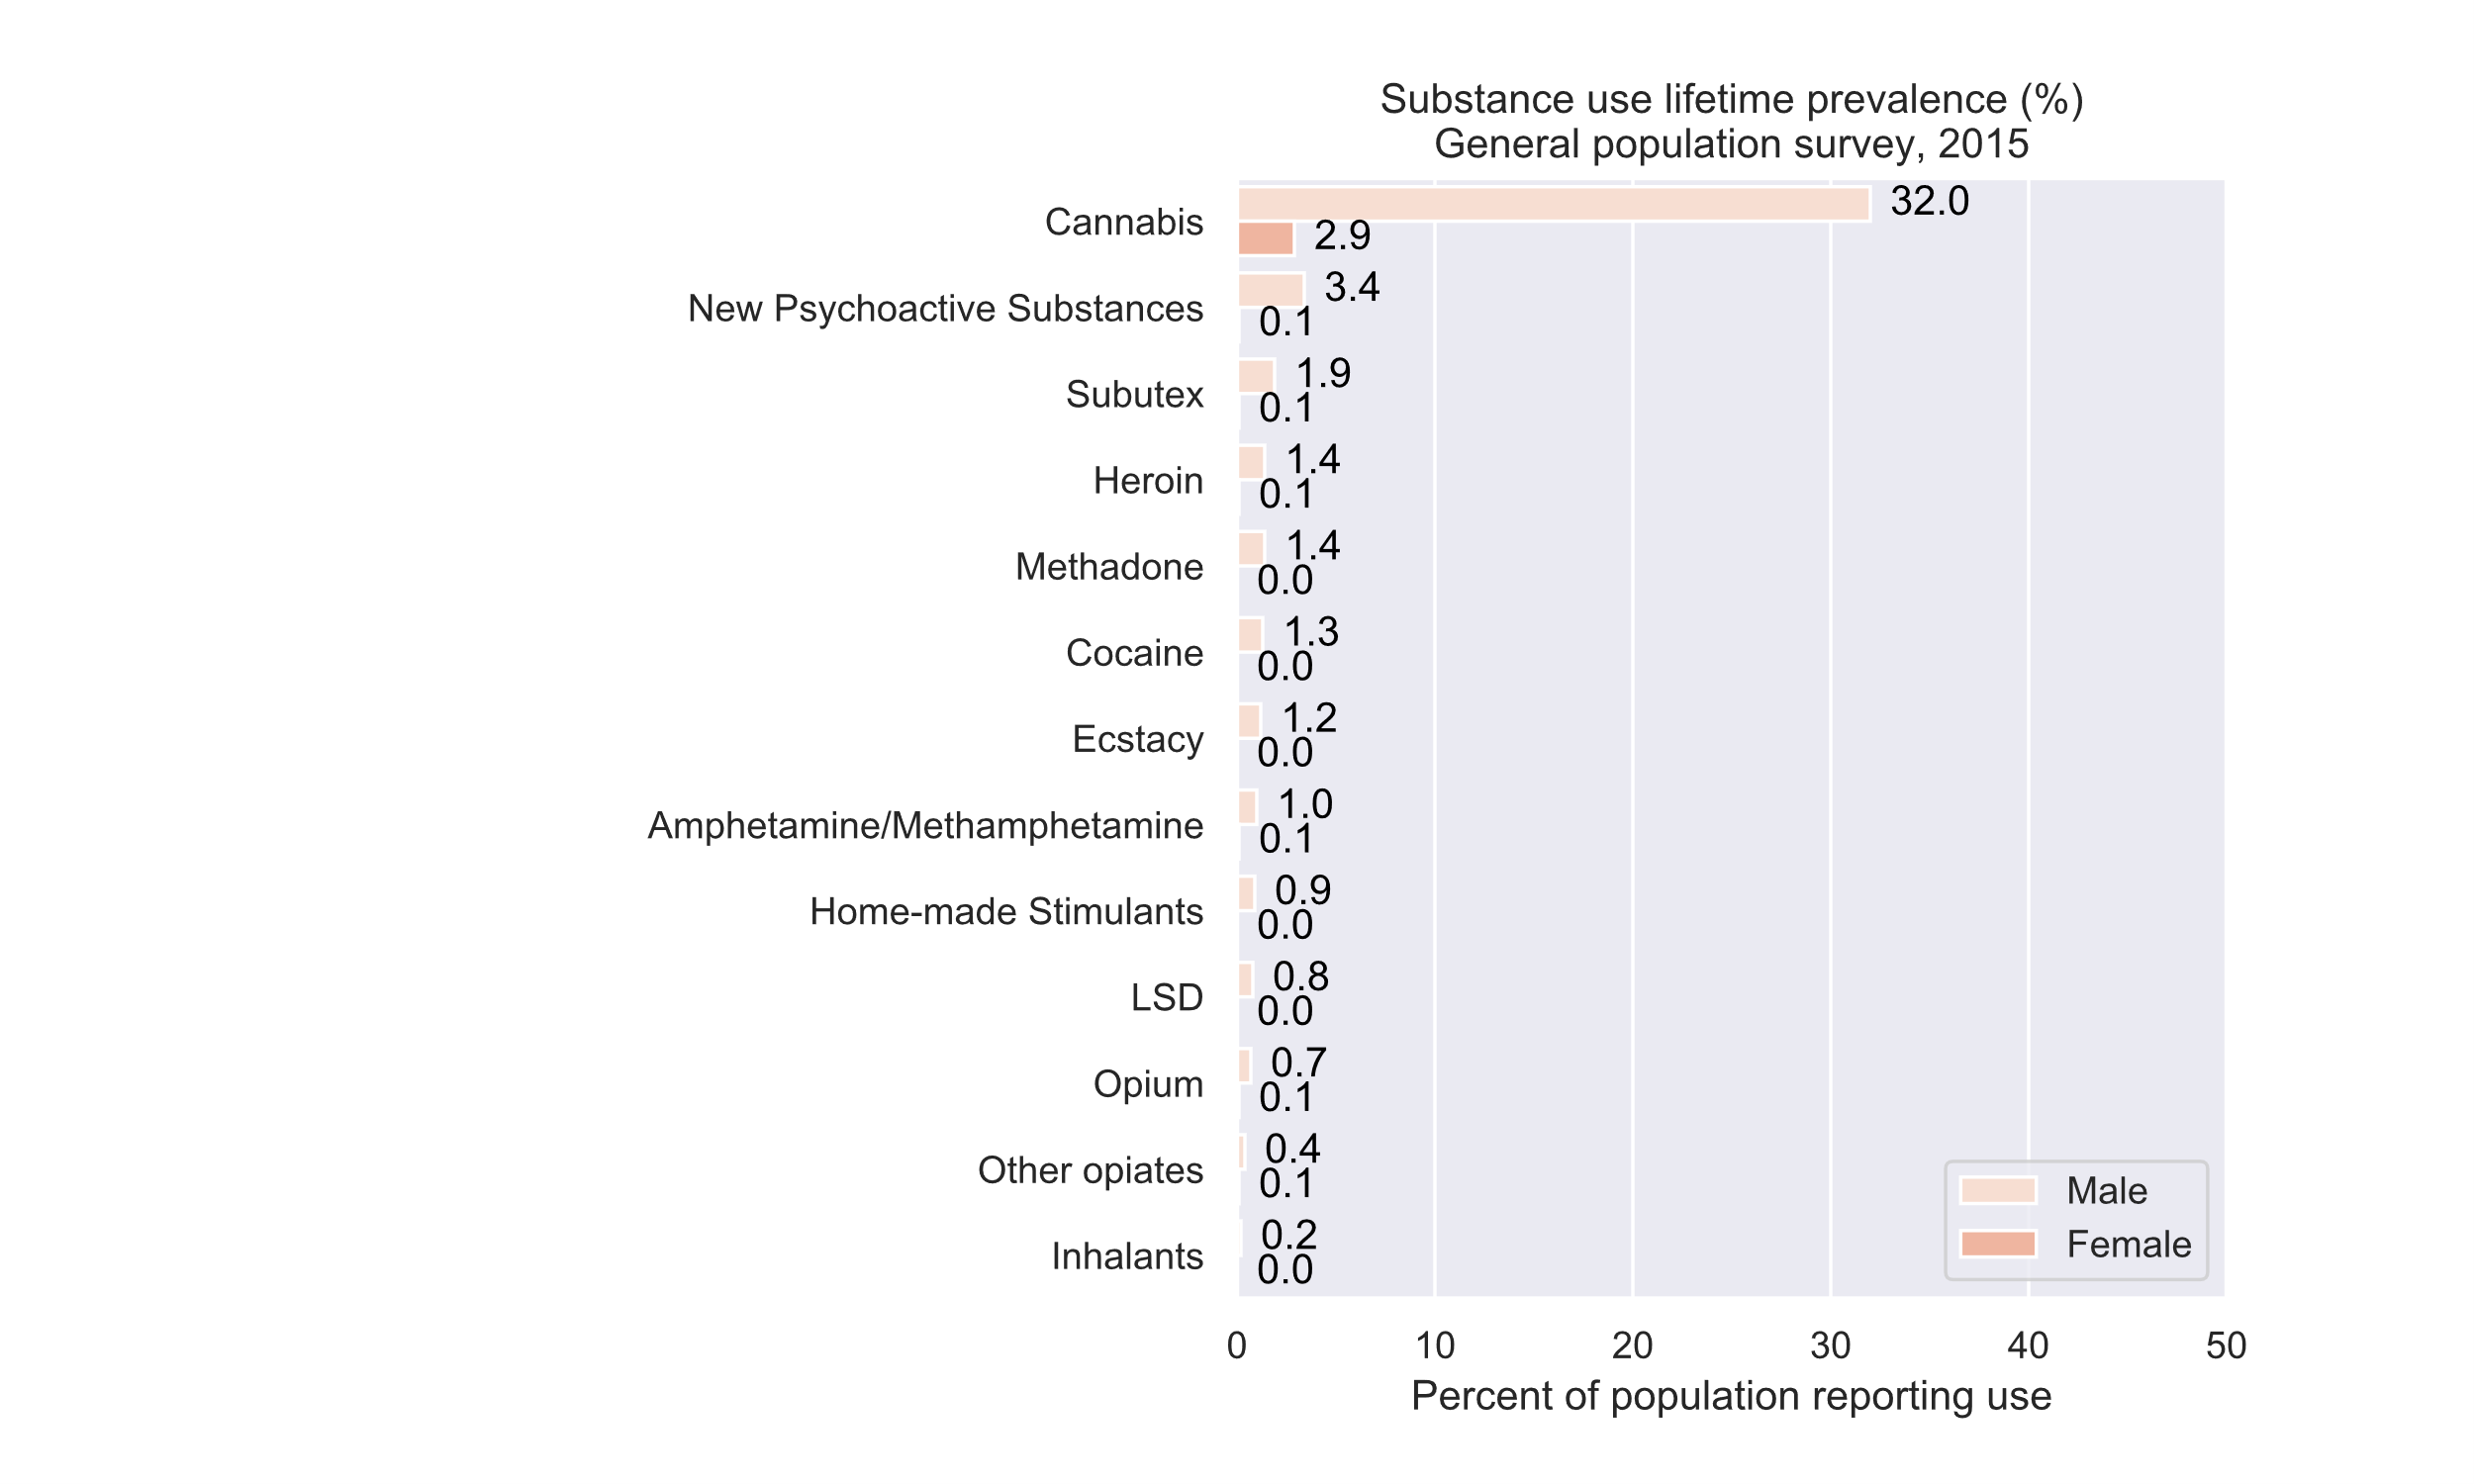 Substance use lifetime prevalence (%)
General population survey, 2015
Cannabis
32.0
2.9
New Psychoactive Substances
3.4
0.1
Subutex
1.9
0.1
Heroin
1.4
0.1
Methadone
1.4
0.0
Cocaine
1.3
0.0
Ecstacy
1.2
0.0
Amphetamine/Methamphetamine
1.0
0.1
Home-made Stimulants
0.9
0.0
LSD
0.8
0.0
Opium
0.7
0.1
Other opiates
0.4
0.1
Inhalants
0.2
0.0
Male
Female
0 10 20 30 40 50
Percent of population reporting use